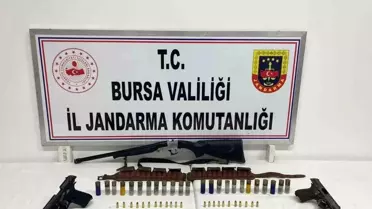 T.C.
BURSA VALİLİĞİ
İL JANDARMA KOMUTANLIĞI